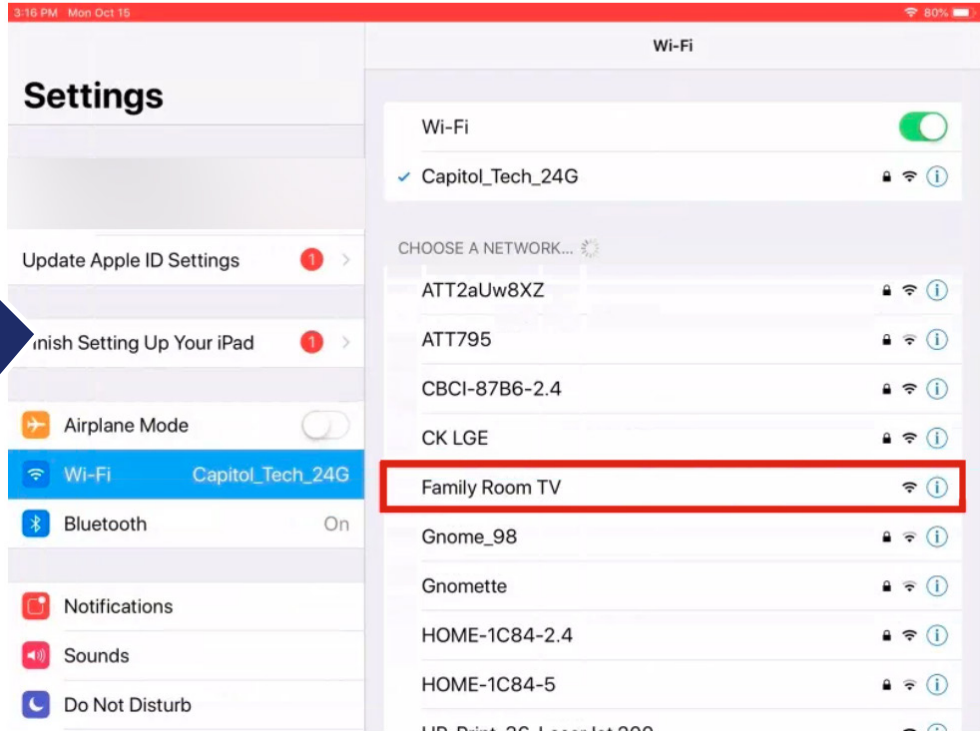 3:16 PM Mon Oct 15
80%
Settings
Update Apple ID Settings 1
inish Setting Up Your iPad 1
Airplane Mode
Wi-Fi Capitol_Tech_24G
Bluetooth On
Notifications
Sounds
Do Not Disturb
Wi-Fi
Wi-Fi
Capitol_Tech_24G
CHOOSE A NETWORK...
ATT2aUw8XZ
ATT795
CBCI-87B6-2.4
CK LGE
Family Room TV
Gnome_98
Gnomette
HOME-1C84-2.4
HOME-1C84-5